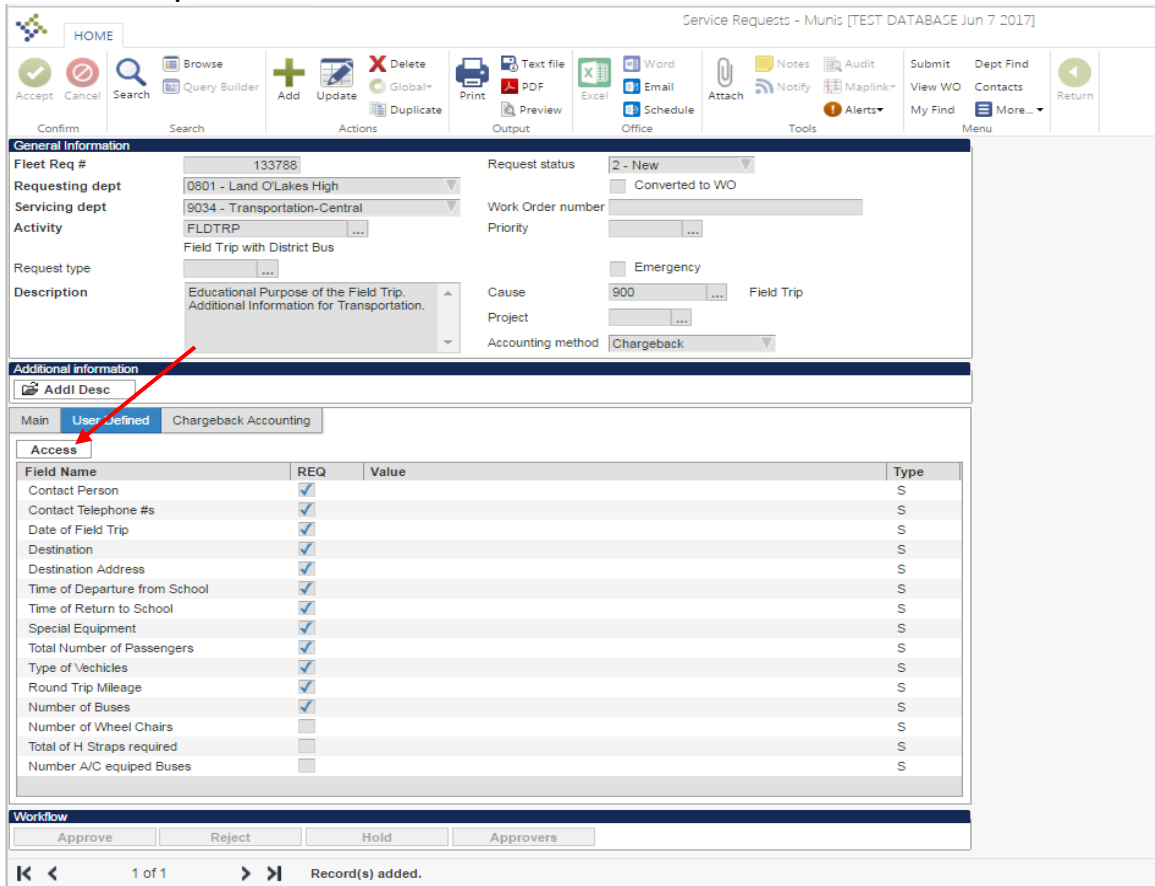 Service Requests - Munis [TEST DATABASE Jun 7 2017]
HOME
Accept Cancel Search Browse Query Builder Add Update Delete Global Duplicate Print Text file PDF Preview Excel Word Email Schedule Attach Notes Notify Audit Maplink Alerts Submit View WO My Find Dept Find Contacts More... Return
Confirm Search Actions Output Office Tools Menu
General Information
Fleet Req # 133788 Request status 2 - New
Requesting dept 0801 - Land O'Lakes High Converted to WO
Servicing dept 9034 - Transportation-Central Work Order number
Activity FLDTRP ... Priority ...
Field Trip with District Bus
Request type ... Emergency
Description Educational Purpose of the Field Trip. Cause 900 ... Field Trip
Additional Information for Transportation.
Project ...
Accounting method Chargeback
Additional information
Addl Desc
Main User Defined Chargeback Accounting
Access
Field Name REQ Value Type
Contact Person S
Contact Telephone #s S
Date of Field Trip S
Destination S
Destination Address S
Time of Departure from School S
Time of Return to School S
Special Equipment S
Total Number of Passengers S
Type of Vechicles S
Round Trip Mileage S
Number of Buses S
Number of Wheel Chairs S
Total of H Straps required S
Number A/C equiped Buses S
Workflow
Approve Reject Hold Approvers
1 of 1 Record(s) added.